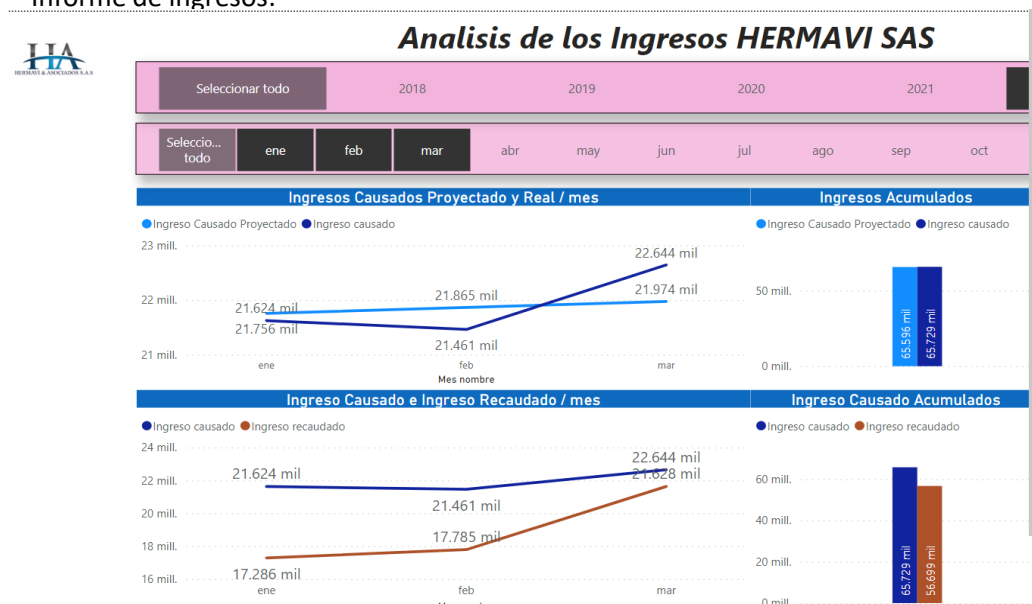 Informe de ingresos:
HA
HERMAVI & ASOCIADOS S.A.S
Analisis de los Ingresos HERMAVI SAS
Seleccionar todo 2018 2019 2020 2021
Seleccio... todo ene feb mar abr may jun jul ago sep oct
Ingresos Causados Proyectado y Real / mes
Ingreso Causado Proyectado Ingreso causado
23 mill.
22 mill.
21 mill.
21.624 mil
21.756 mil
21.865 mil
21.461 mil
22.644 mil
21.974 mil
ene feb mar
Mes nombre
Ingresos Acumulados
Ingreso Causado Proyectado Ingreso causado
50 mill.
0 mill.
65.596 mil
65.729 mil
Ingreso Causado e Ingreso Recaudado / mes
Ingreso causado Ingreso recaudado
24 mill.
22 mill.
20 mill.
18 mill.
16 mill.
21.624 mil
21.461 mil
22.644 mil
21.628 mil
17.785 mil
17.286 mil
ene feb mar
Ingreso Causado Acumulados
Ingreso causado Ingreso recaudado
60 mill.
40 mill.
20 mill.
0 mill.
65.729 mil
56.699 mil